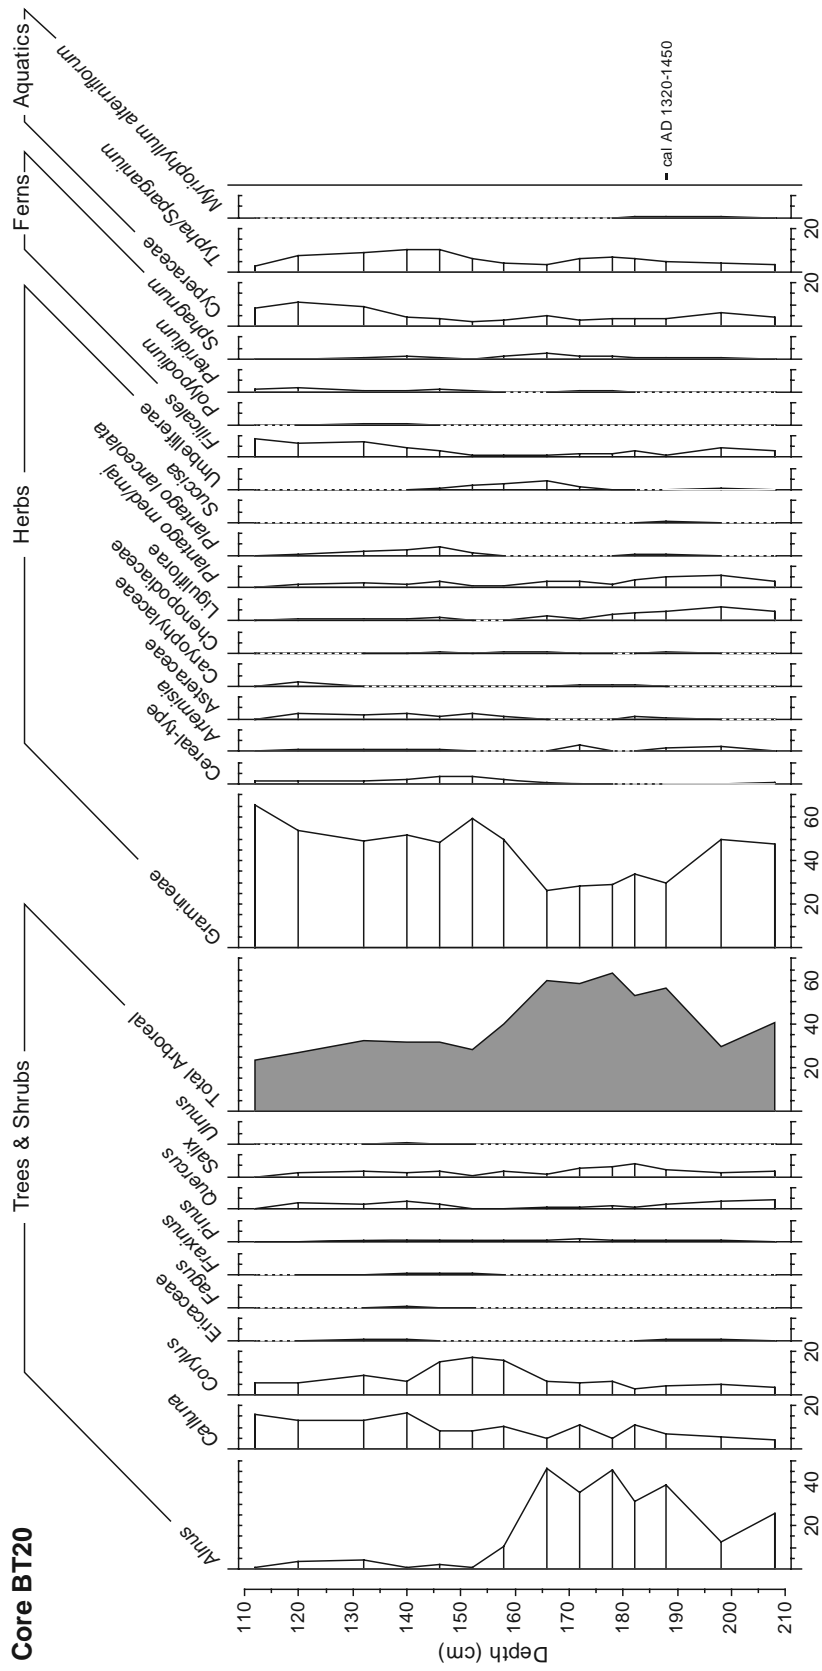 Core BT20
Trees & Shrubs
Herbs
Ferns
Aquatics
Alnus
Calluna
Corylus
Ericaceae
Fagus
Fraxinus
Pinus
Quercus
Salix
Ulmus
Total Arboreal
Gramineae
Cereal-type
Artemisia
Asteraceae
Caryophylaceae
Chenopodiaceae
Liguliflorae
Plantago med/maj
Plantago lanceolata
Succisa
Umbelliferae
Filicales
Polypodium
Pteridium
Sphagnum
Cyperaceae
Typha/Sparganium
Myriophyllum alterniflorum
cal AD 1320-1450
Depth (cm)
110
120
130
140
150
160
170
180
190
200
210
20 40
20
20
20 40 60
20 40 60
20
20